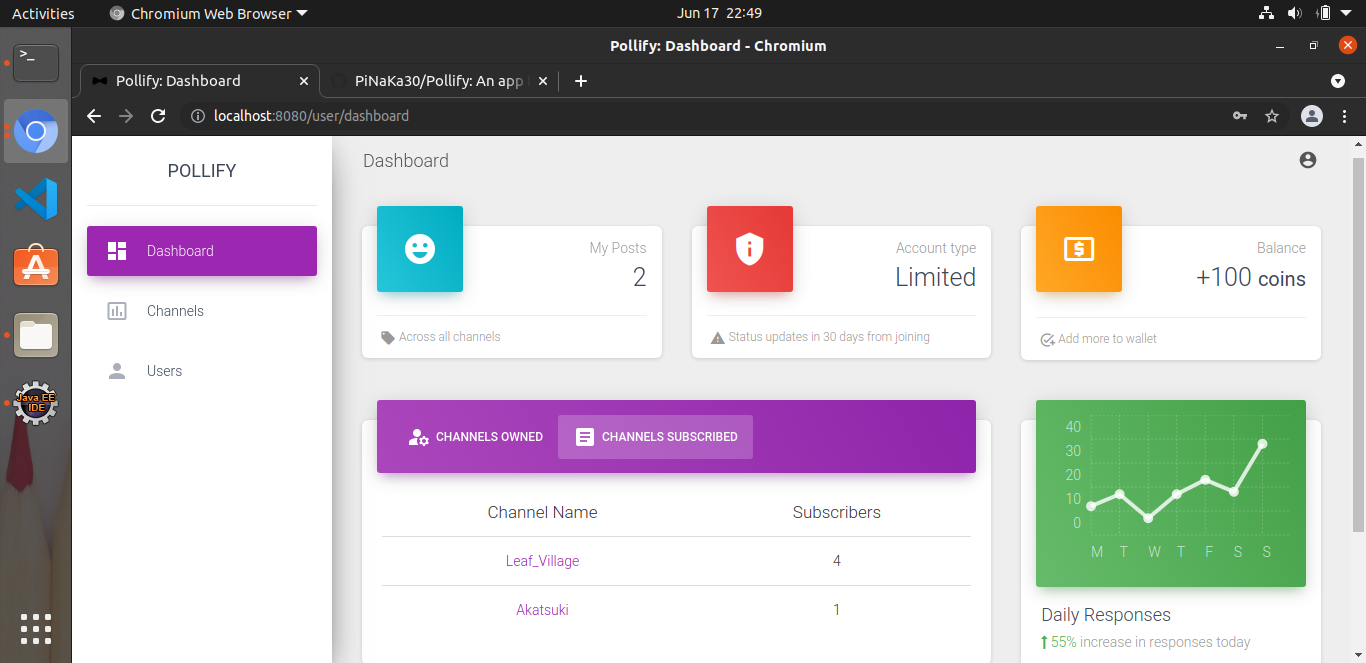 Activities
Chromium Web Browser
Jun 17 22:49
Pollify: Dashboard - Chromium
Pollify: Dashboard
PiNaKa30/Pollify: An app
localhost:8080/user/dashboard
POLLIFY
Dashboard
Channels
Users
Dashboard
My Posts
2
Across all channels
Account type
Limited
Status updates in 30 days from joining
Balance
+100 coins
Add more to wallet
CHANNELS OWNED
CHANNELS SUBSCRIBED
Channel Name Subscribers
Leaf_Village 4
Akatsuki 1
40
30
20
10
0
M T W T F S S
Daily Responses
55% increase in responses today
Java EE
IDE
>_